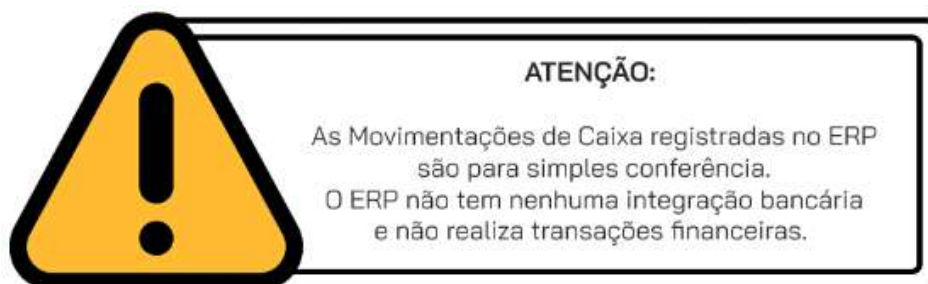 ATENÇÃO:
As Movimentações de Caixa registradas no ERP
são para simples conferência.
O ERP não tem nenhuma integração bancária
e não realiza transações financeiras.